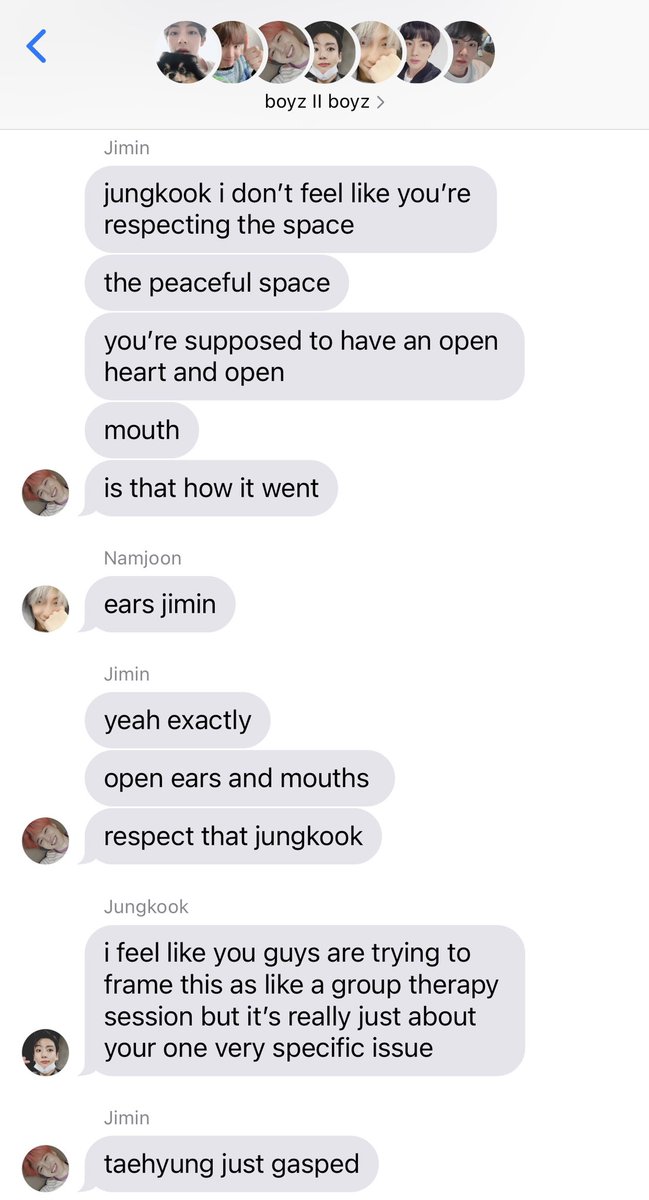 boyz II boyz >
Jimin
jungkook i don’t feel like you’re
respecting the space
the peaceful space
you’re supposed to have an open
heart and open
mouth
is that how it went
Namjoon
ears jimin
Jimin
yeah exactly
open ears and mouths
respect that jungkook
Jungkook
i feel like you guys are trying to
frame this as like a group therapy
session but it’s really just about
your one very specific issue
Jimin
taehyung just gasped